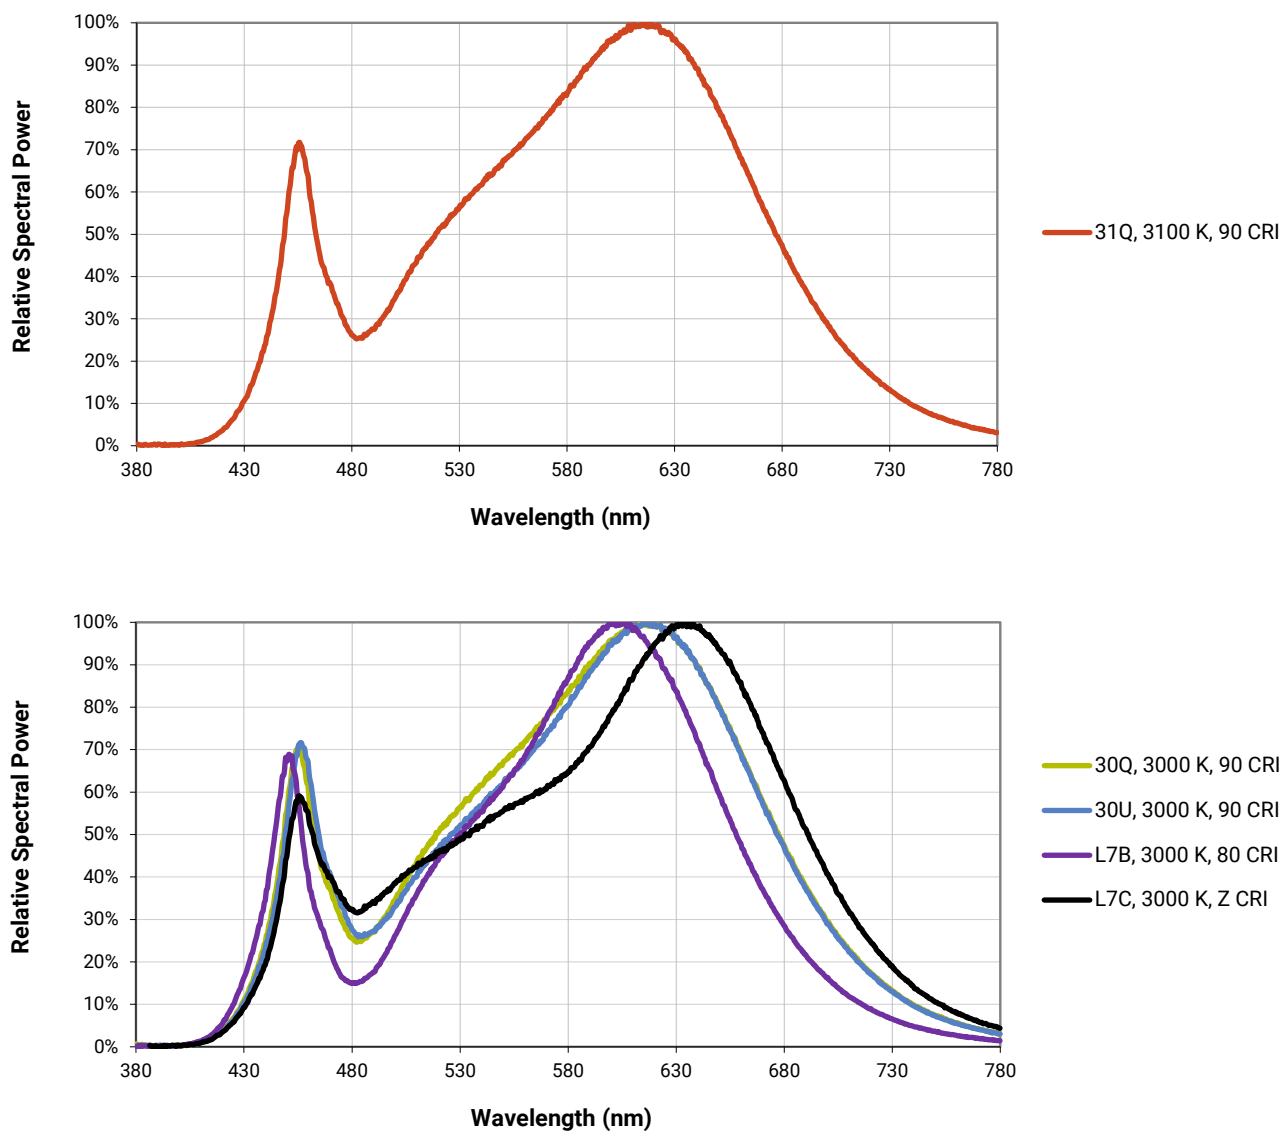 100%
90%
80%
70%
60%
50%
40%
30%
20%
10%
0%
Relative Spectral Power
380 430 480 530 580 630 680 730 780
Wavelength (nm)
31Q, 3100 K, 90 CRI
100%
90%
80%
70%
60%
50%
40%
30%
20%
10%
0%
Relative Spectral Power
380 430 480 530 580 630 680 730 780
Wavelength (nm)
30Q, 3000 K, 90 CRI
30U, 3000 K, 90 CRI
L7B, 3000 K, 80 CRI
L7C, 3000 K, Z CRI